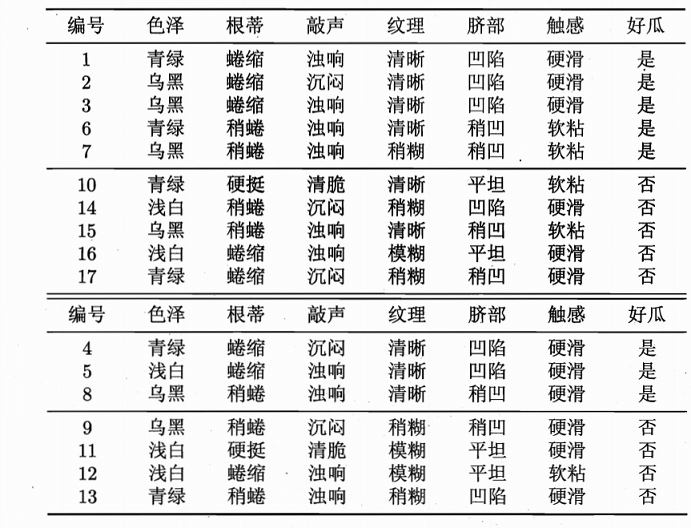 编号 色泽 根蒂 敲声 纹理 脐部 触感 好瓜
1 青绿 蜷缩 浊响 清晰 凹陷 硬滑 是
2 乌黑 蜷缩 沉闷 清晰 凹陷 硬滑 是
3 乌黑 蜷缩 浊响 清晰 凹陷 硬滑 是
6 青绿 稍蜷 浊响 清晰 稍凹 软粘 是
7 乌黑 稍蜷 浊响 稍糊 稍凹 软粘 是
10 青绿 硬挺 清脆 清晰 平坦 软粘 否
14 浅白 稍蜷 沉闷 稍糊 凹陷 硬滑 否
15 乌黑 稍蜷 浊响 清晰 稍凹 软粘 否
16 浅白 蜷缩 浊响 模糊 平坦 硬滑 否
17 青绿 蜷缩 沉闷 稍糊 稍凹 硬滑 否
编号 色泽 根蒂 敲声 纹理 脐部 触感 好瓜
4 青绿 蜷缩 沉闷 清晰 凹陷 硬滑 是
5 浅白 蜷缩 浊响 清晰 凹陷 硬滑 是
8 乌黑 稍蜷 浊响 清晰 稍凹 硬滑 是
9 乌黑 稍蜷 沉闷 稍糊 稍凹 硬滑 否
11 浅白 硬挺 清脆 模糊 平坦 硬滑 否
12 浅白 蜷缩 浊响 模糊 平坦 软粘 否
13 青绿 稍蜷 浊响 稍糊 凹陷 硬滑 否